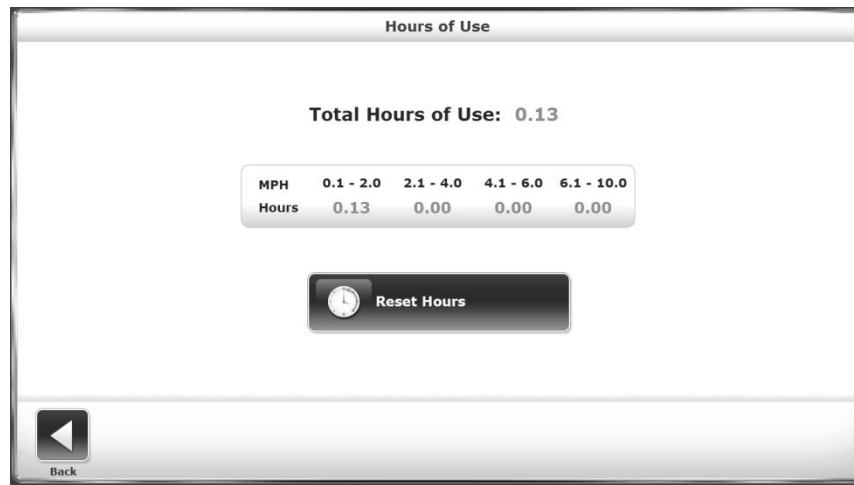 Hours of Use
Total Hours of Use: 0.13
MPH 0.1 - 2.0 2.1 - 4.0 4.1 - 6.0 6.1 - 10.0
Hours 0.13 0.00 0.00 0.00
Reset Hours
Back